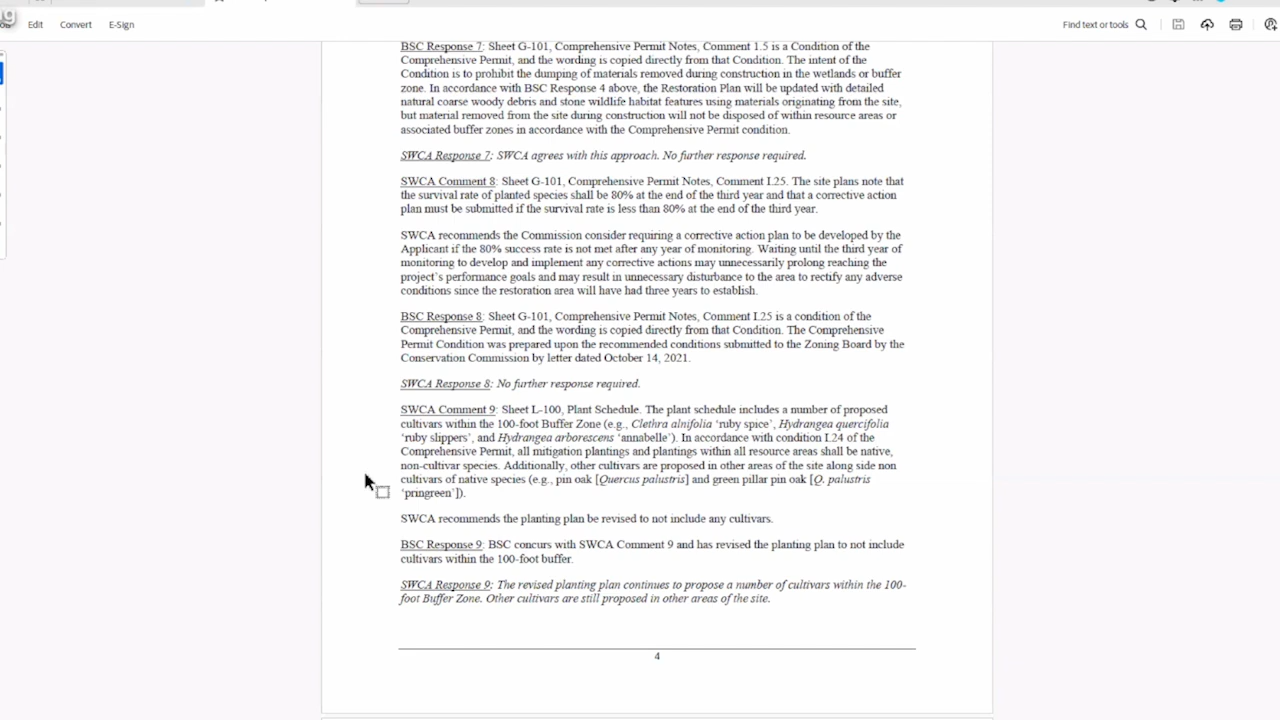 Edit
Convert
E-Sign
Find text or tools
BSC Response 7: Sheet G-101, Comprehensive Permit Notes, Comment 1.5 is a Condition of the
Comprehensive Permit, and the wording is copied directly from that Condition. The intent of the
Condition is to prohibit the dumping of materials removed during construction in the wetlands or buffer
zone. In accordance with BSC Response 4 above, the Restoration Plan will be updated with detailed
natural coarse woody debris and stone wildlife habitat features using materials originating from the site,
but material removed from the site during construction will not be disposed of within resource areas or
associated buffer zones in accordance with the Comprehensive Permit condition.
SWCA Response 7: SWCA agrees with this approach. No further response required.
SWCA Comment 8: Sheet G-101, Comprehensive Permit Notes, Comment I.25. The site plans note that
the survival rate of planted species shall be 80% at the end of the third year and that a corrective action
plan must be submitted if the survival rate is less than 80% at the end of the third year.
SWCA recommends the Commission consider requiring a corrective action plan to be developed by the
Applicant if the 80% success rate is not met after any year of monitoring. Waiting until the third year of
monitoring to develop and implement any corrective actions may unnecessarily prolong reaching the
project's performance goals and may result in unnecessary disturbance to the area to rectify any adverse
conditions since the restoration area will have had three years to establish.
BSC Response 8: Sheet G-101, Comprehensive Permit Notes, Comment I.25 is a condition of the
Comprehensive Permit, and the wording is copied directly from that Condition. The Comprehensive
Permit Condition was prepared upon the recommended conditions submitted to the Zoning Board by the
Conservation Commission by letter dated October 14, 2021.
SWCA Response 8: No further response required.
SWCA Comment 9: Sheet L-100, Plant Schedule. The plant schedule includes a number of proposed
cultivars within the 100-foot Buffer Zone (e.g., Clethra alnifolia 'ruby spice', Hydrangea quercifolia
'ruby slippers', and Hydrangea arborescens 'annabelle'). In accordance with condition I.24 of the
Comprehensive Permit, all mitigation plantings and plantings within all resource areas shall be native,
non-cultivar species. Additionally, other cultivars are proposed in other areas of the site along side non
cultivars of native species (e.g., pin oak [Quercus palustris] and green pillar pin oak [Q. palustris
'pringreen']).
SWCA recommends the planting plan be revised to not include any cultivars.
BSC Response 9: BSC concurs with SWCA Comment 9 and has revised the planting plan to not include
cultivars within the 100-foot buffer.
SWCA Response 9: The revised planting plan continues to propose a number of cultivars within the 100-
foot Buffer Zone. Other cultivars are still proposed in other areas of the site.
4